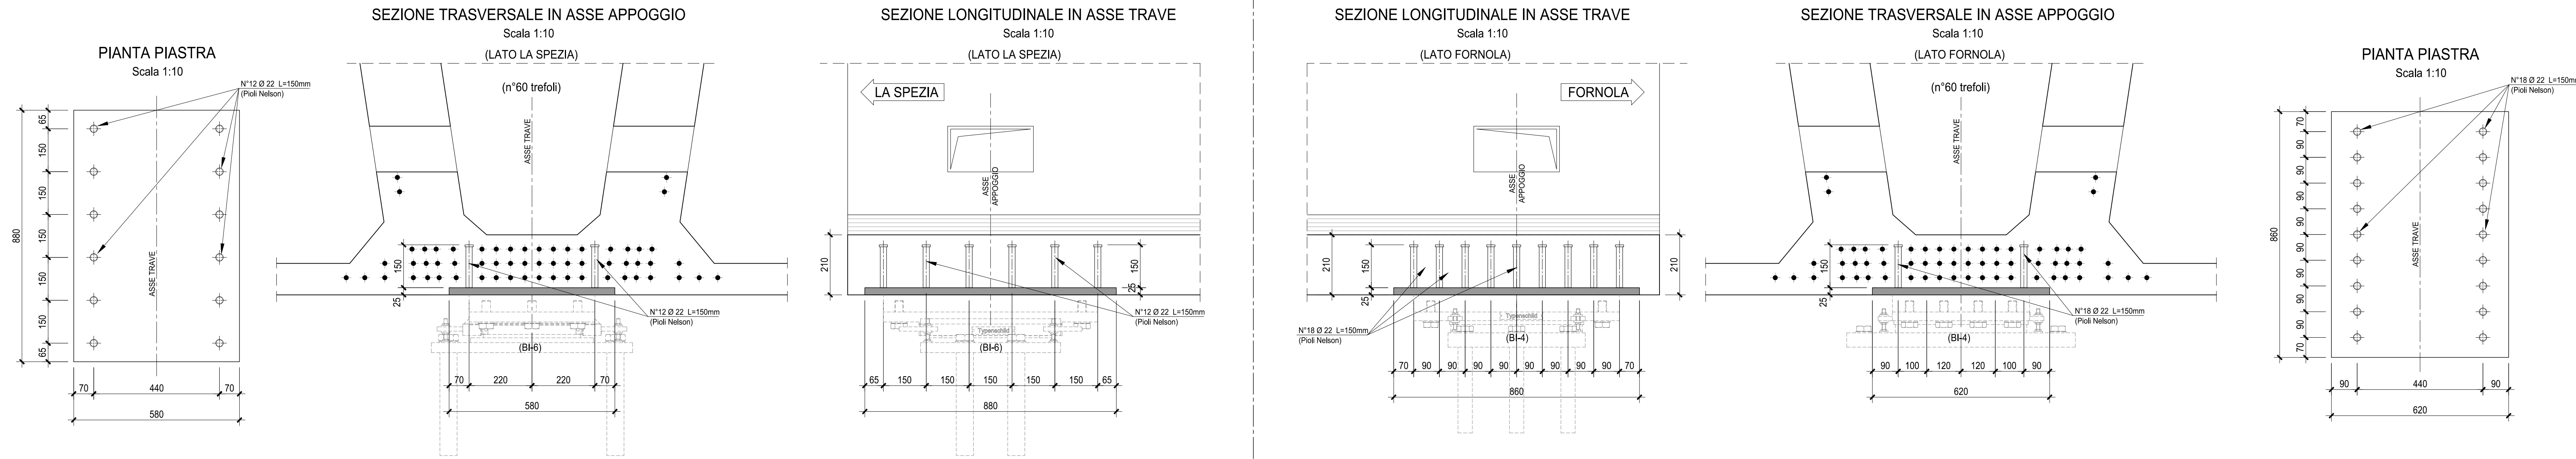 PIANTA PIASTRA
Scala 1:10
N°12 Ø 22 L=150mm
(Pioli Nelson)
65
150
150
150
150
150
65
880
ASSE TRAVE
70
440
70
580
SEZIONE TRASVERSALE IN ASSE APPOGGIO
Scala 1:10
(LATO LA SPEZIA)
(n°60 trefoli)
ASSE TRAVE
150
25
N°12 Ø 22 L=150mm
(Pioli Nelson)
(BI-6)
70
220
220
70
580
SEZIONE LONGITUDINALE IN ASSE TRAVE
Scala 1:10
(LATO LA SPEZIA)
LA SPEZIA
ASSE
APPOGGIO
210
150
25
N°12 Ø 22 L=150mm
(Pioli Nelson)
Typenschild
(BI-6)
65
150
150
150
150
150
65
880
SEZIONE LONGITUDINALE IN ASSE TRAVE
Scala 1:10
(LATO FORNOLA)
FORNOLA
ASSE
APPOGGIO
210
150
25
210
N°18 Ø 22 L=150mm
(Pioli Nelson)
Typenschild
(BI-4)
70
90
90
90
90
90
90
90
90
70
860
SEZIONE TRASVERSALE IN ASSE APPOGGIO
Scala 1:10
(LATO FORNOLA)
(n°60 trefoli)
ASSE TRAVE
150
25
N°18 Ø 22 L=150mm
(Pioli Nelson)
(BI-4)
90
100
120
120
100
90
620
PIANTA PIASTRA
Scala 1:10
N°18 Ø 22 L=150mm
(Pioli Nelson)
70
90
90
90
90
90
90
90
90
70
860
ASSE TRAVE
90
440
90
620